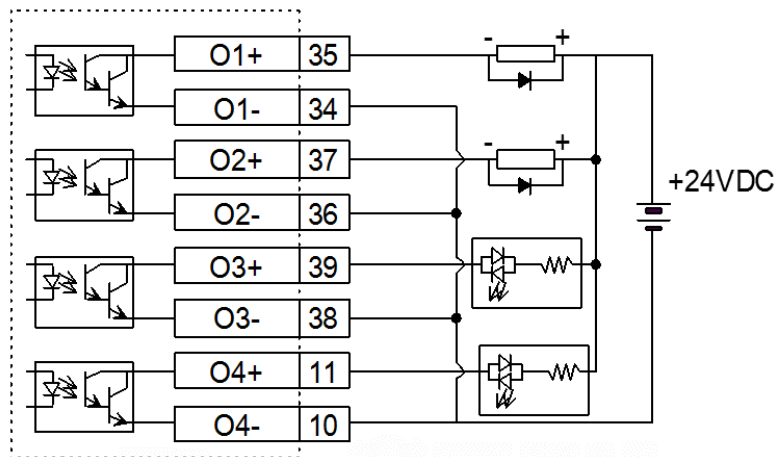 O1+ 35 - +
O1- 34
O2+ 37 - +
+24VDC
O2- 36
O3+ 39
O3- 38
O4+ 11
O4- 10